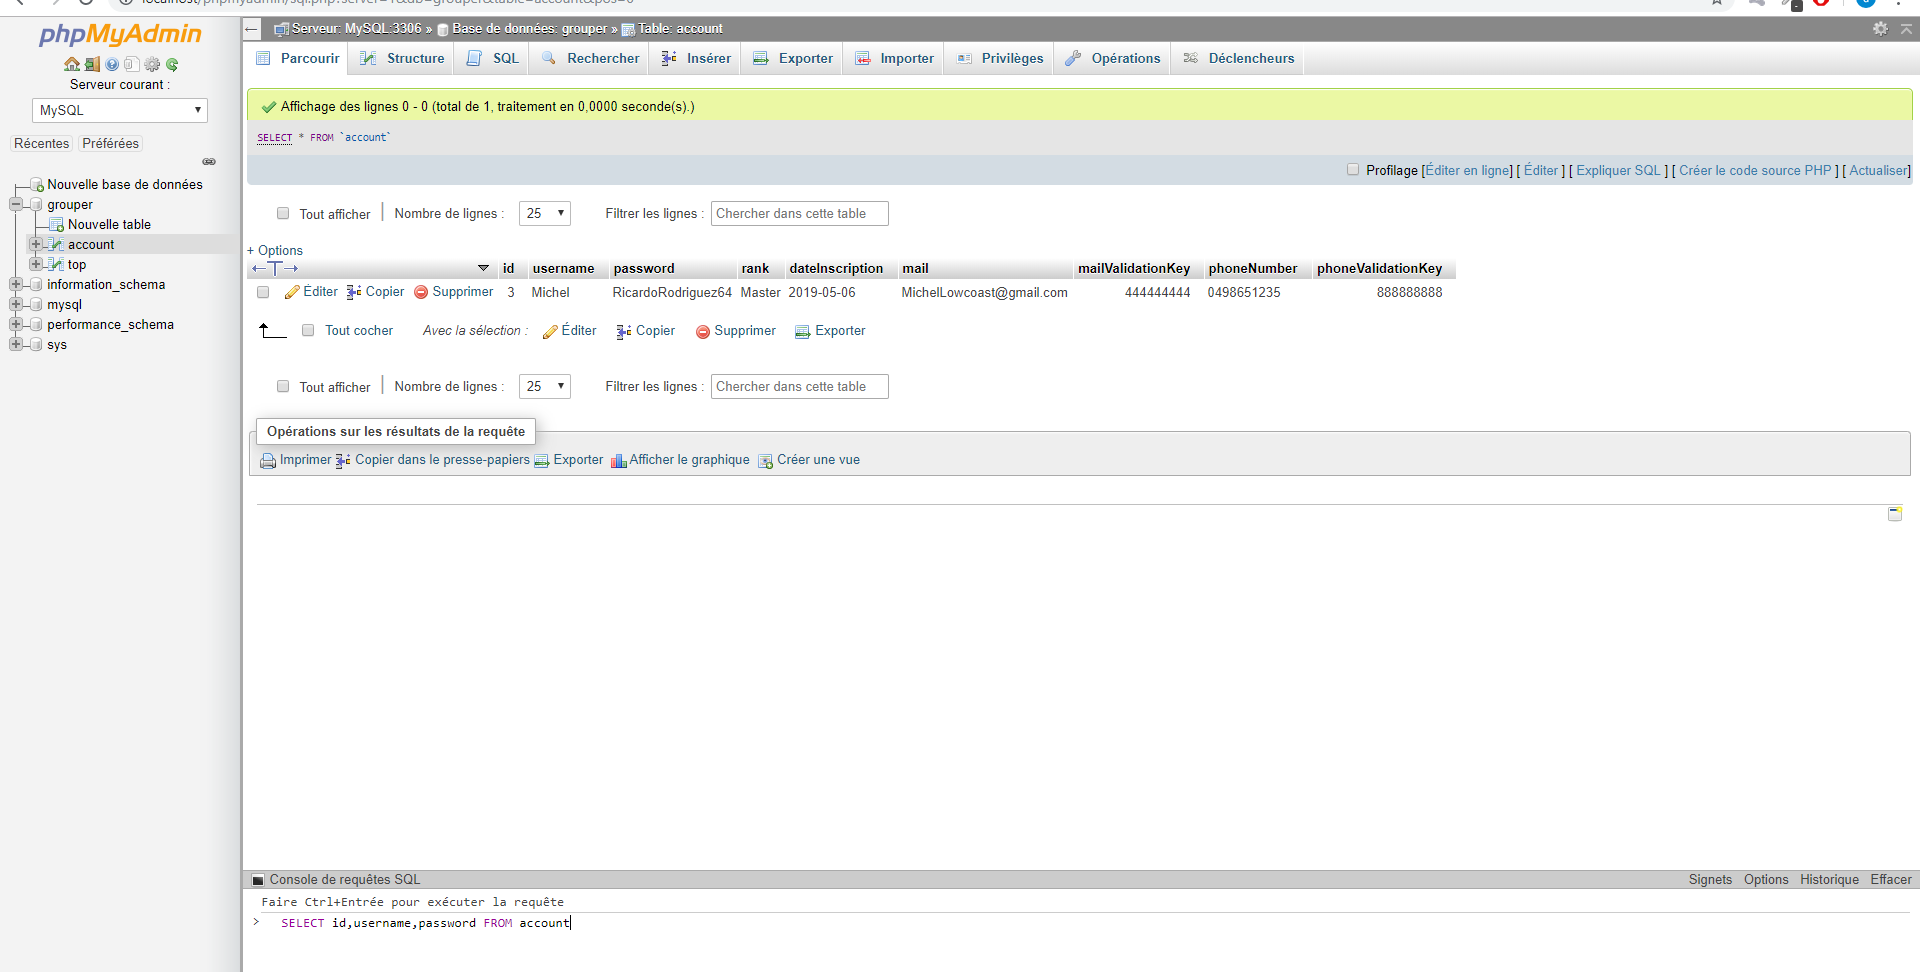 localhost/phpmyadmin/sql.php?server=1&db=grouper&table=account&pos=0
phpMyAdmin
Serveur courant :
MySQL
Récentes Préférées
Nouvelle base de données
grouper
Nouvelle table
account
top
information_schema
mysql
performance_schema
sys
Serveur: MySQL:3306 » Base de données: grouper » Table: account
Parcourir Structure SQL Rechercher Insérer Exporter Importer Privilèges Opérations Déclencheurs
Affichage des lignes 0 - 0 (total de 1, traitement en 0,0000 seconde(s).)
SELECT * FROM `account`
Profilage [Éditer en ligne] [ Éditer ] [ Expliquer SQL ] [ Créer le code source PHP ] [ Actualiser]
Tout afficher Nombre de lignes : 25 Filtrer les lignes : Chercher dans cette table
+ Options
id username password rank dateInscription mail mailValidationKey phoneNumber phoneValidationKey
Éditer Copier Supprimer 3 Michel RicardoRodriguez64 Master 2019-05-06 MichelLowcoast@gmail.com 444444444 0498651235 888888888
Tout cocher Avec la sélection : Éditer Copier Supprimer Exporter
Tout afficher Nombre de lignes : 25 Filtrer les lignes : Chercher dans cette table
Opérations sur les résultats de la requête
Imprimer Copier dans le presse-papiers Exporter Afficher le graphique Créer une vue
Console de requêtes SQL Signets Options Historique Effacer
Faire Ctrl+Entrée pour exécuter la requête
> SELECT id,username,password FROM account